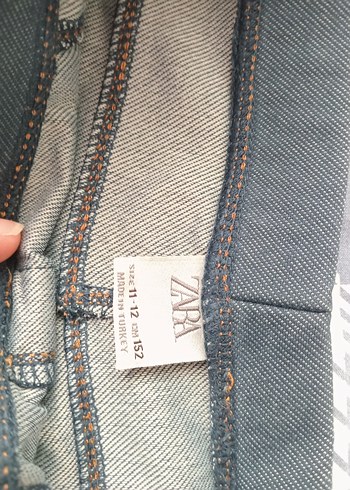 ZARA
SIZE 11-12 CM 152
MADE IN TURKEY